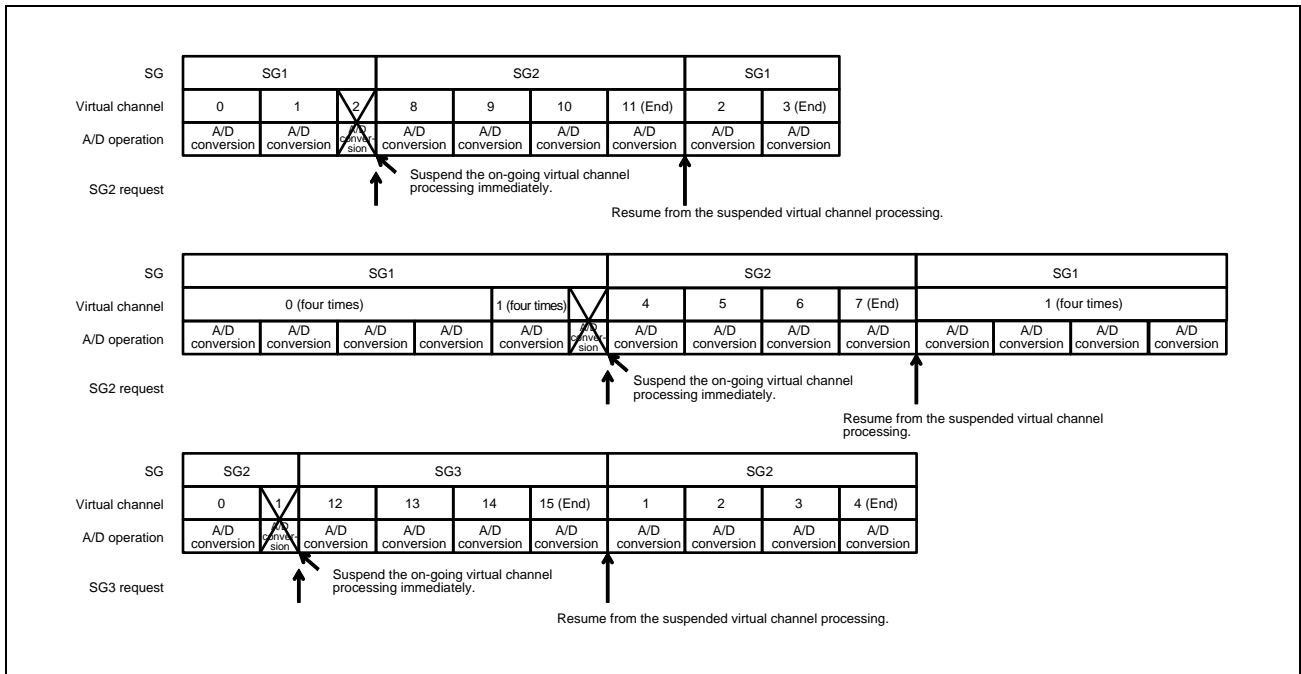 SG SG1 SG2 SG1
Virtual channel 0 1 2 8 9 10 11 (End) 2 3 (End)
A/D operation A/D conversion A/D conversion A/D conver-sion A/D conversion A/D conversion A/D conversion A/D conversion A/D conversion A/D conversion
Suspend the on-going virtual channel
processing immediately.
SG2 request
Resume from the suspended virtual channel processing.
SG SG1 SG2 SG1
Virtual channel 0 (four times) 1 (four times) 4 5 6 7 (End) 1 (four times)
A/D operation A/D conversion A/D conversion A/D conversion A/D conversion A/D conversion A/D conver-sion A/D conversion A/D conversion A/D conversion A/D conversion A/D conversion A/D conversion A/D conversion A/D conversion
Suspend the on-going virtual channel
processing immediately.
SG2 request
Resume from the suspended virtual channel
processing.
SG SG2 SG3 SG2
Virtual channel 0 1 12 13 14 15 (End) 1 2 3 4 (End)
A/D operation A/D conversion A/D conver-sion A/D conversion A/D conversion A/D conversion A/D conversion A/D conversion A/D conversion A/D conversion A/D conversion
Suspend the on-going virtual channel
processing immediately.
SG3 request
Resume from the suspended virtual channel processing.